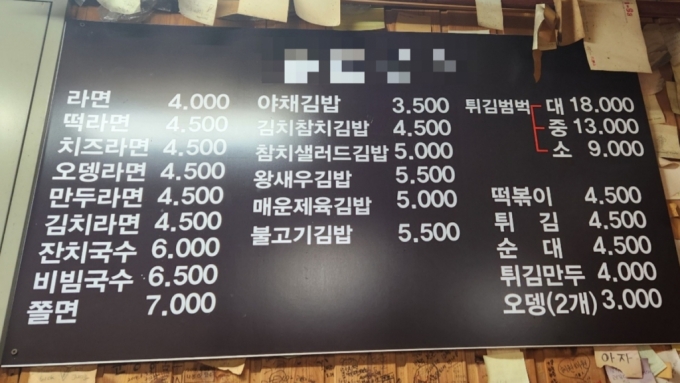 라면 4.000
떡라면 4.500
치즈라면 4.500
오뎅라면 4.500
만두라면 4.500
김치라면 4.500
잔치국수 6.000
비빔국수 6.500
쫄면 7.000
야채김밥 3.500
김치참치김밥 4.500
참치샐러드김밥 5.000
왕새우김밥 5.500
매운제육김밥 5.000
불고기김밥 5.500
튀김범벅 대 18.000
중 13.000
소 9.000
떡볶이 4.500
튀 김 4.500
순 대 4.500
튀김만두 4.000
오뎅(2개) 3.000
아자